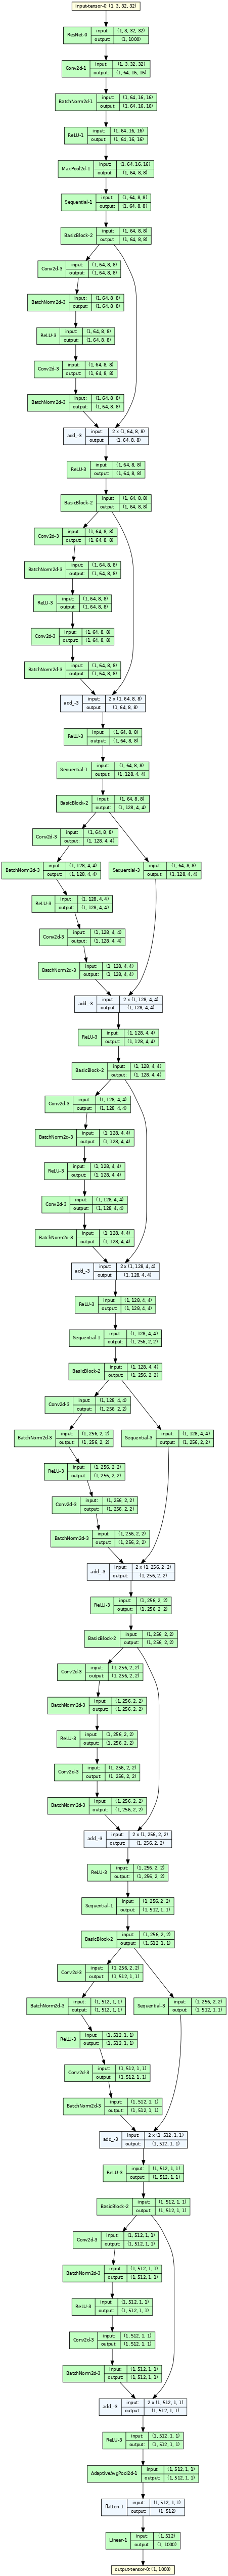 input-tensor-0: (1, 3, 32, 32)
ResNet-0 input: (1, 3, 32, 32)
output: (1, 1000)
Conv2d-1 input: (1, 3, 32, 32)
output: (1, 64, 16, 16)
BatchNorm2d-1 input: (1, 64, 16, 16)
output: (1, 64, 16, 16)
ReLU-1 input: (1, 64, 16, 16)
output: (1, 64, 16, 16)
MaxPool2d-1 input: (1, 64, 16, 16)
output: (1, 64, 8, 8)
Sequential-1 input: (1, 64, 8, 8)
output: (1, 64, 8, 8)
BasicBlock-2 input: (1, 64, 8, 8)
output: (1, 64, 8, 8)
Conv2d-3 input: (1, 64, 8, 8)
output: (1, 64, 8, 8)
BatchNorm2d-3 input: (1, 64, 8, 8)
output: (1, 64, 8, 8)
ReLU-3 input: (1, 64, 8, 8)
output: (1, 64, 8, 8)
Conv2d-3 input: (1, 64, 8, 8)
output: (1, 64, 8, 8)
BatchNorm2d-3 input: (1, 64, 8, 8)
output: (1, 64, 8, 8)
add_-3 input: 2 x (1, 64, 8, 8)
output: (1, 64, 8, 8)
ReLU-3 input: (1, 64, 8, 8)
output: (1, 64, 8, 8)
BasicBlock-2 input: (1, 64, 8, 8)
output: (1, 64, 8, 8)
Conv2d-3 input: (1, 64, 8, 8)
output: (1, 64, 8, 8)
BatchNorm2d-3 input: (1, 64, 8, 8)
output: (1, 64, 8, 8)
ReLU-3 input: (1, 64, 8, 8)
output: (1, 64, 8, 8)
Conv2d-3 input: (1, 64, 8, 8)
output: (1, 64, 8, 8)
BatchNorm2d-3 input: (1, 64, 8, 8)
output: (1, 64, 8, 8)
add_-3 input: 2 x (1, 64, 8, 8)
output: (1, 64, 8, 8)
ReLU-3 input: (1, 64, 8, 8)
output: (1, 64, 8, 8)
Sequential-1 input: (1, 64, 8, 8)
output: (1, 128, 4, 4)
BasicBlock-2 input: (1, 64, 8, 8)
output: (1, 128, 4, 4)
Conv2d-3 input: (1, 64, 8, 8)
output: (1, 128, 4, 4)
BatchNorm2d-3 input: (1, 128, 4, 4)
output: (1, 128, 4, 4)
Sequential-3 input: (1, 64, 8, 8)
output: (1, 128, 4, 4)
ReLU-3 input: (1, 128, 4, 4)
output: (1, 128, 4, 4)
Conv2d-3 input: (1, 128, 4, 4)
output: (1, 128, 4, 4)
BatchNorm2d-3 input: (1, 128, 4, 4)
output: (1, 128, 4, 4)
add_-3 input: 2 x (1, 128, 4, 4)
output: (1, 128, 4, 4)
ReLU-3 input: (1, 128, 4, 4)
output: (1, 128, 4, 4)
BasicBlock-2 input: (1, 128, 4, 4)
output: (1, 128, 4, 4)
Conv2d-3 input: (1, 128, 4, 4)
output: (1, 128, 4, 4)
BatchNorm2d-3 input: (1, 128, 4, 4)
output: (1, 128, 4, 4)
ReLU-3 input: (1, 128, 4, 4)
output: (1, 128, 4, 4)
Conv2d-3 input: (1, 128, 4, 4)
output: (1, 128, 4, 4)
BatchNorm2d-3 input: (1, 128, 4, 4)
output: (1, 128, 4, 4)
add_-3 input: 2 x (1, 128, 4, 4)
output: (1, 128, 4, 4)
ReLU-3 input: (1, 128, 4, 4)
output: (1, 128, 4, 4)
Sequential-1 input: (1, 128, 4, 4)
output: (1, 256, 2, 2)
BasicBlock-2 input: (1, 128, 4, 4)
output: (1, 256, 2, 2)
Conv2d-3 input: (1, 128, 4, 4)
output: (1, 256, 2, 2)
BatchNorm2d-3 input: (1, 256, 2, 2)
output: (1, 256, 2, 2)
Sequential-3 input: (1, 128, 4, 4)
output: (1, 256, 2, 2)
ReLU-3 input: (1, 256, 2, 2)
output: (1, 256, 2, 2)
Conv2d-3 input: (1, 256, 2, 2)
output: (1, 256, 2, 2)
BatchNorm2d-3 input: (1, 256, 2, 2)
output: (1, 256, 2, 2)
add_-3 input: 2 x (1, 256, 2, 2)
output: (1, 256, 2, 2)
ReLU-3 input: (1, 256, 2, 2)
output: (1, 256, 2, 2)
BasicBlock-2 input: (1, 256, 2, 2)
output: (1, 256, 2, 2)
Conv2d-3 input: (1, 256, 2, 2)
output: (1, 256, 2, 2)
BatchNorm2d-3 input: (1, 256, 2, 2)
output: (1, 256, 2, 2)
ReLU-3 input: (1, 256, 2, 2)
output: (1, 256, 2, 2)
Conv2d-3 input: (1, 256, 2, 2)
output: (1, 256, 2, 2)
BatchNorm2d-3 input: (1, 256, 2, 2)
output: (1, 256, 2, 2)
add_-3 input: 2 x (1, 256, 2, 2)
output: (1, 256, 2, 2)
ReLU-3 input: (1, 256, 2, 2)
output: (1, 256, 2, 2)
Sequential-1 input: (1, 256, 2, 2)
output: (1, 512, 1, 1)
BasicBlock-2 input: (1, 256, 2, 2)
output: (1, 512, 1, 1)
Conv2d-3 input: (1, 256, 2, 2)
output: (1, 512, 1, 1)
BatchNorm2d-3 input: (1, 512, 1, 1)
output: (1, 512, 1, 1)
Sequential-3 input: (1, 256, 2, 2)
output: (1, 512, 1, 1)
ReLU-3 input: (1, 512, 1, 1)
output: (1, 512, 1, 1)
Conv2d-3 input: (1, 512, 1, 1)
output: (1, 512, 1, 1)
BatchNorm2d-3 input: (1, 512, 1, 1)
output: (1, 512, 1, 1)
add_-3 input: 2 x (1, 512, 1, 1)
output: (1, 512, 1, 1)
ReLU-3 input: (1, 512, 1, 1)
output: (1, 512, 1, 1)
BasicBlock-2 input: (1, 512, 1, 1)
output: (1, 512, 1, 1)
Conv2d-3 input: (1, 512, 1, 1)
output: (1, 512, 1, 1)
BatchNorm2d-3 input: (1, 512, 1, 1)
output: (1, 512, 1, 1)
ReLU-3 input: (1, 512, 1, 1)
output: (1, 512, 1, 1)
Conv2d-3 input: (1, 512, 1, 1)
output: (1, 512, 1, 1)
BatchNorm2d-3 input: (1, 512, 1, 1)
output: (1, 512, 1, 1)
add_-3 input: 2 x (1, 512, 1, 1)
output: (1, 512, 1, 1)
ReLU-3 input: (1, 512, 1, 1)
output: (1, 512, 1, 1)
AdaptiveAvgPool2d-1 input: (1, 512, 1, 1)
output: (1, 512, 1, 1)
flatten-1 input: (1, 512, 1, 1)
output: (1, 512)
Linear-1 input: (1, 512)
output: (1, 1000)
output-tensor-0: (1, 1000)